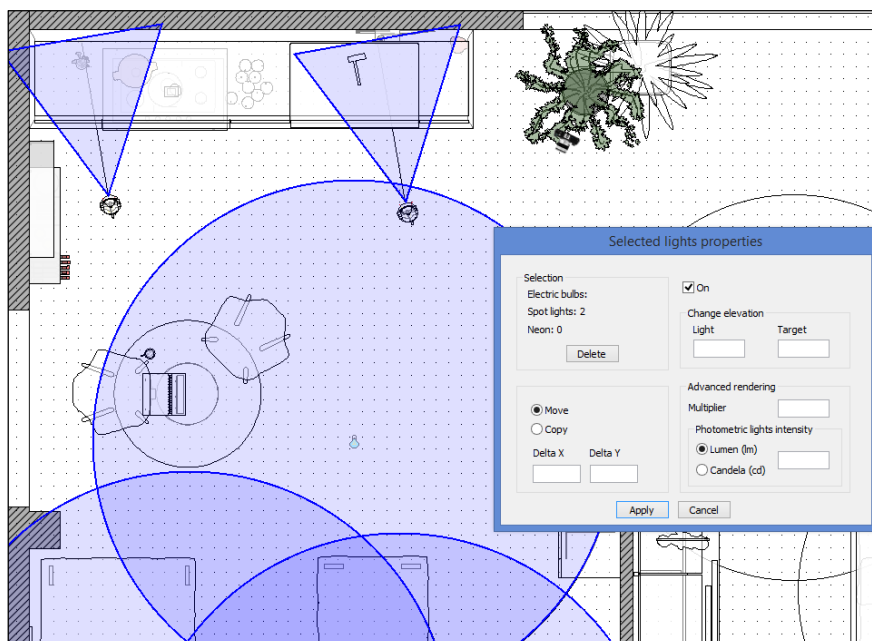 Selected lights properties
Selection
Electric bulbs:
Spot lights: 2
Neon: 0
Delete
On
Change elevation
Light Target
Move
Copy
Delta X Delta Y
Advanced rendering
Multiplier
Photometric lights intensity
Lumen (lm)
Candela (cd)
Apply Cancel